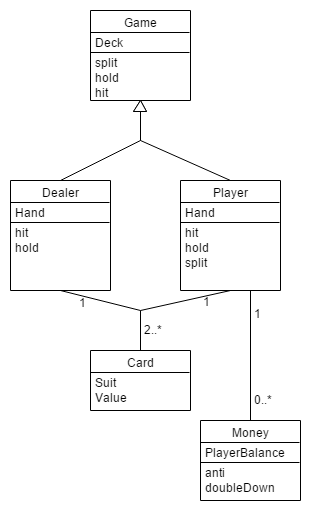 Game
Deck
split
hold
hit
Dealer
Hand
hit
hold
Player
Hand
hit
hold
split
1
1
1
2..*
Card
Suit
Value
0..*
Money
PlayerBalance
anti
doubleDown